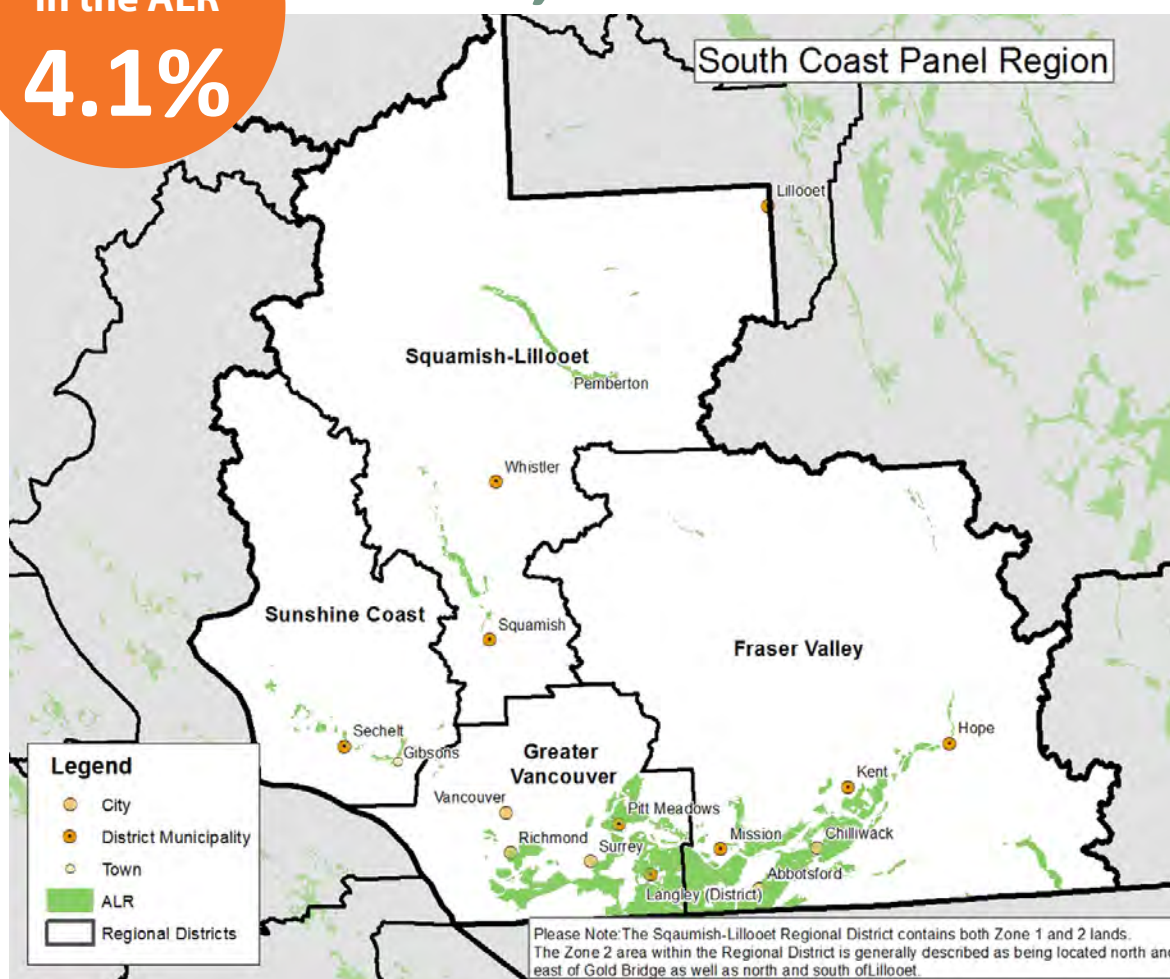 in the ALR
4.1%
South Coast Panel Region
Lillooet
Squamish-Lillooet
Pemberton
Whistler
Sunshine Coast
Squamish
Fraser Valley
Sechelt
Gibsons
Greater
Vancouver
Hope
Kent
Vancouver
Pitt Meadows
Richmond
Surrey
Mission
Chilliwack
Abbotsford
Langley (District)
Legend
City
District Municipality
Town
ALR
Regional Districts
Please Note:The Sqaumish-Lillooet Regional District contains both Zone 1 and 2 lands.
The Zone 2 area within the Regional District is generally described as being located north an
east of Gold Bridge as well as north and south ofLillooet.